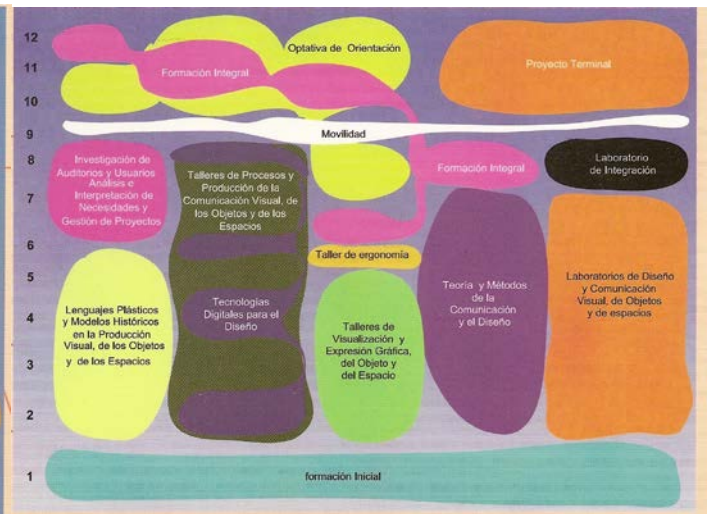 12
Optativa de Orientación
11
Formación Integral
Proyecto Terminal
10
9
Movilidad
8
Investigación de
Auditorios y Usuarios
Análisis e
Interpretación de
Necesidades y
Gestión de Proyectos
Talleres de Procesos y
Producción de la
Comunicación Visual, de
los Objetos y de los
Espacios
Formación Integral
Laboratorio
de Integración
7
6
Taller de ergonomía
5
Lenguajes Plásticos
y Modelos Históricos
en la Producción
Visual, de los Objetos
y de los Espacios
Tecnologías
Digitales para el
Diseño
Teoría y Métodos
de la
Comunicación
y el Diseño
Laboratorios de Diseño
y Comunicación
Visual, de Objetos
y de espacios
4
Talleres de
Visualización y
Expresión Gráfica,
del Objeto y
del Espacio
3
2
1
formación Inicial